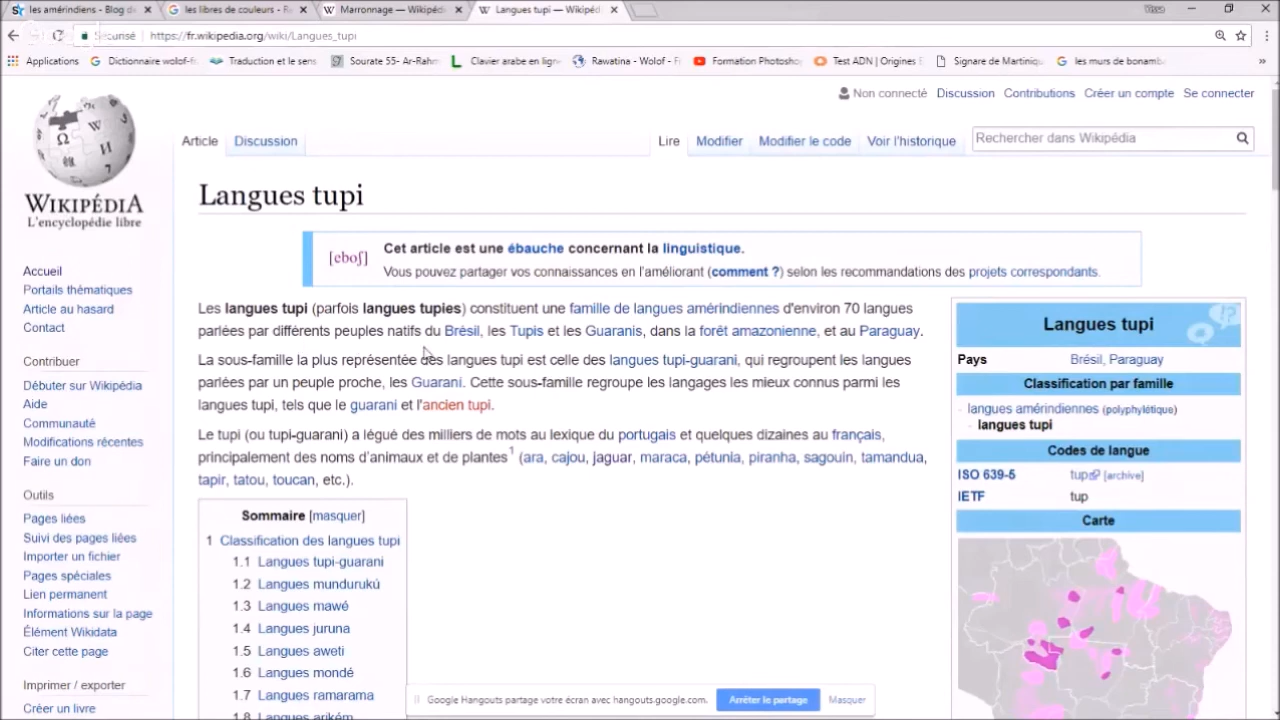 les amérindiens - Blog d
les libres de couleurs - R
Marronnage — Wikipéd
Langues tupi — Wikipéd
Sécurisé
https://fr.wikipedia.org/wiki/Langues_tupi
Applications
Dictionnaire wolof-fr
Traduction et le sens
Sourate 55- Ar-Rahm
Clavier arabe en ligne
Rawatina - Wolof - Fr
Formation Photoshop
Test ADN | Origines E
Signare de Martiniqu
les murs de bonamb
»
Non connecté Discussion Contributions Créer un compte Se connecter
Article Discussion Lire Modifier Modifier le code Voir l'historique Rechercher dans Wikipédia
WIKIPÉDIA
L'encyclopédie libre
Accueil
Portails thématiques
Article au hasard
Contact
Contribuer
Débuter sur Wikipédia
Aide
Communauté
Modifications récentes
Faire un don
Outils
Pages liées
Suivi des pages liées
Importer un fichier
Pages spéciales
Lien permanent
Informations sur la page
Élément Wikidata
Citer cette page
Imprimer / exporter
Créer un livre
Langues tupi
[eboʃ]
Cet article est une ébauche concernant la linguistique.
Vous pouvez partager vos connaissances en l'améliorant (comment ?) selon les recommandations des projets correspondants.
Les langues tupi (parfois langues tupies) constituent une famille de langues amérindiennes d'environ 70 langues
parlées par différents peuples natifs du Brésil, les Tupis et les Guaranis, dans la forêt amazonienne, et au Paraguay.
La sous-famille la plus représentée des langues tupi est celle des langues tupi-guarani, qui regroupent les langues
parlées par un peuple proche, les Guarani. Cette sous-famille regroupe les langages les mieux connus parmi les
langues tupi, tels que le guarani et l'ancien tupi.
Le tupi (ou tupi-guarani) a légué des milliers de mots au lexique du portugais et quelques dizaines au français,
principalement des noms d'animaux et de plantes1 (ara, cajou, jaguar, maraca, pétunia, piranha, sagouin, tamandua,
tapir, tatou, toucan, etc.).
Sommaire [masquer]
1 Classification des langues tupi
1.1 Langues tupi-guarani
1.2 Langues mundurukú
1.3 Langues mawé
1.4 Langues juruna
1.5 Langues aweti
1.6 Langues mondé
1.7 Langues ramarama
1.8 Langues arikém
Langues tupi
Pays Brésil, Paraguay
Classification par famille
- langues amérindiennes (polyphylétique)
- langues tupi
Codes de langue
ISO 639-5 tup [archive]
IETF tup
Carte
Google Hangouts partage votre écran avec hangouts.google.com.
Arrêter le partage
Masquer